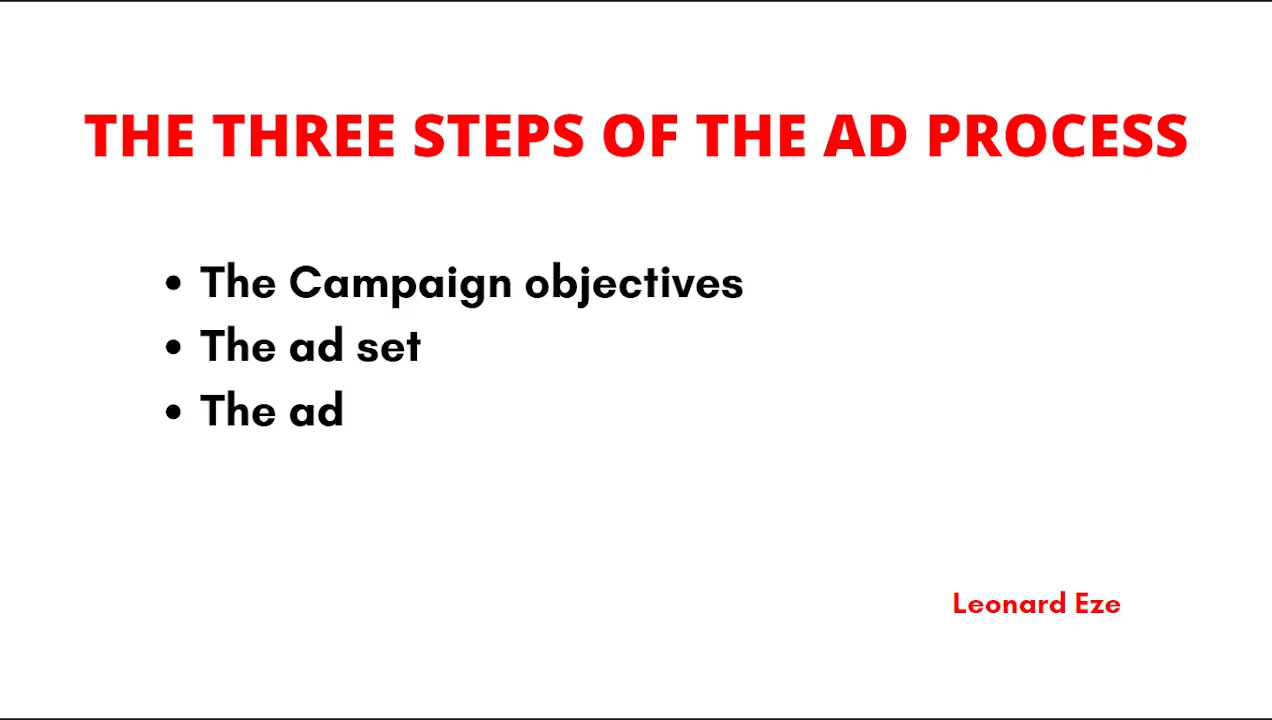 THE THREE STEPS OF THE AD PROCESS
• The Campaign objectives
• The ad set
• The ad
Leonard Eze